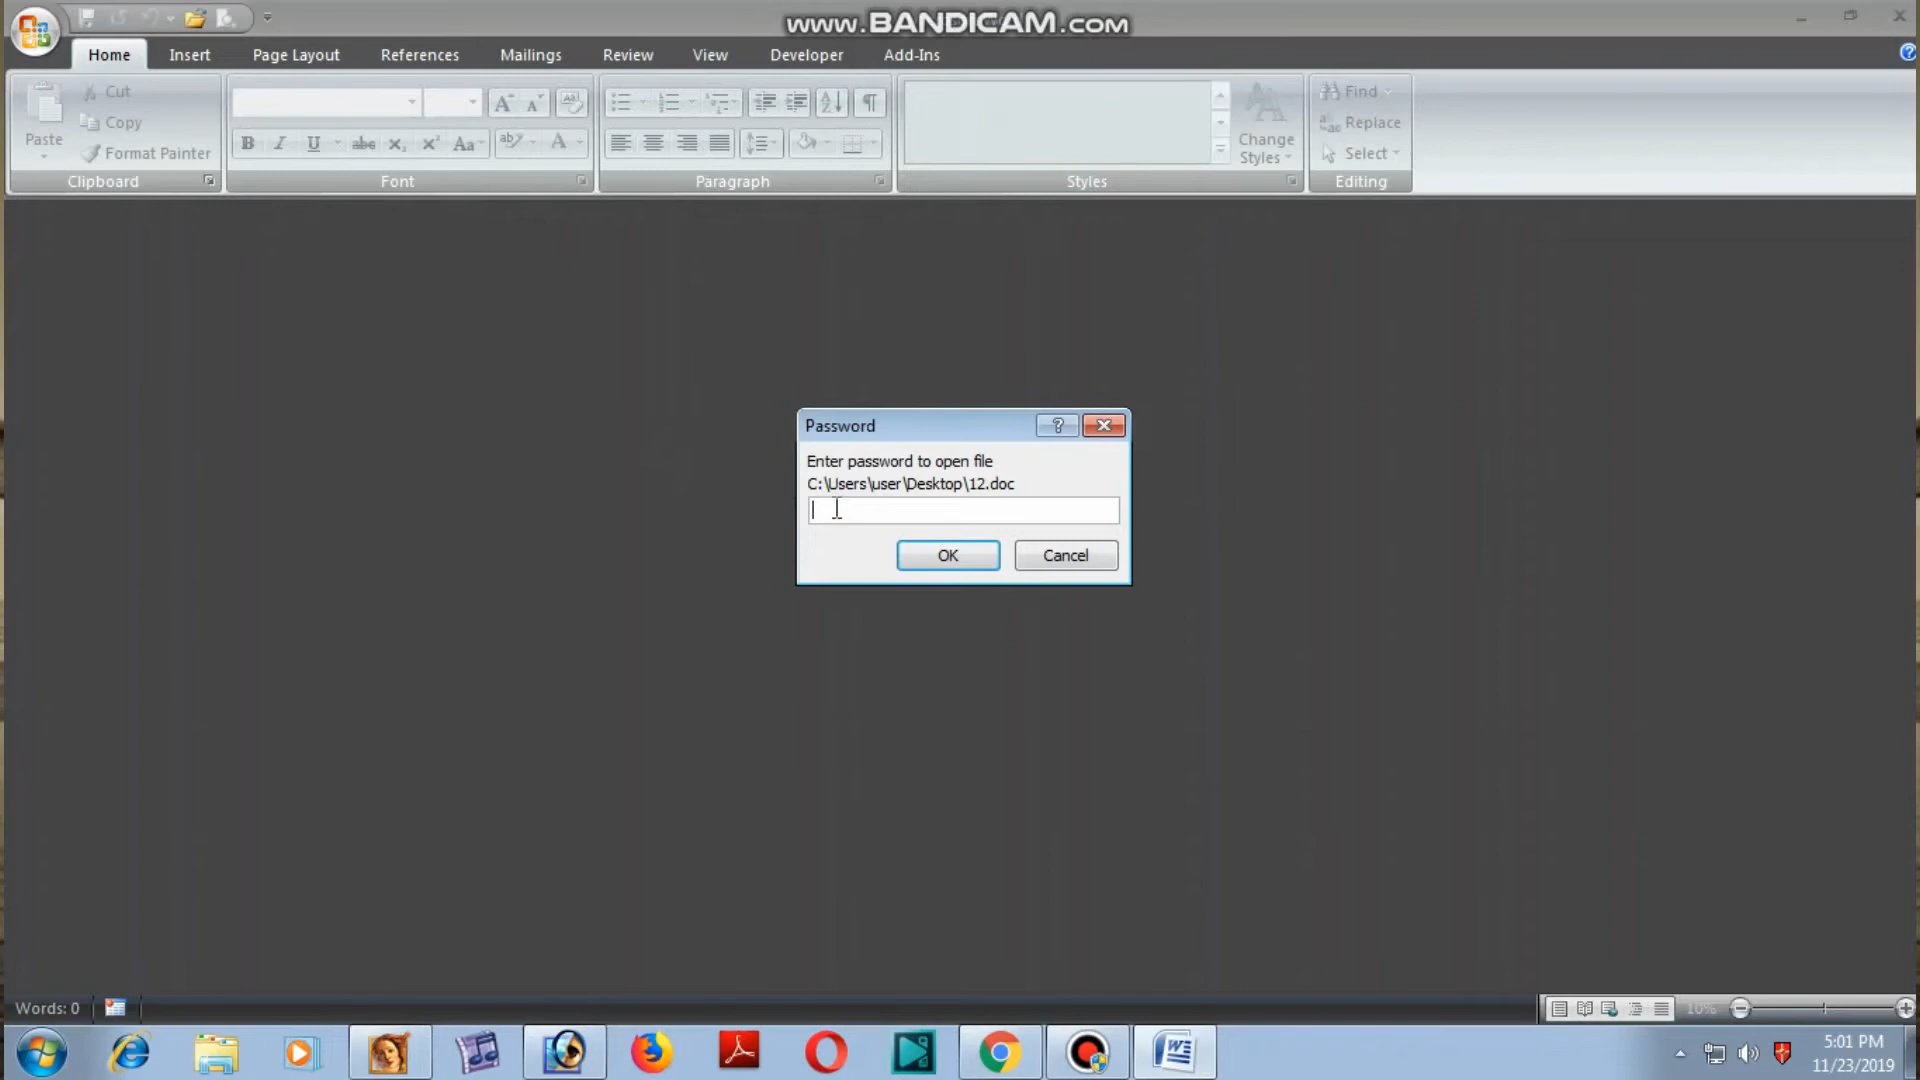 www.BANDICAM.com
Home Insert Page Layout References Mailings Review View Developer Add-Ins
Paste
Cut
Copy
Format Painter
Clipboard
Font
Paragraph
Change
Styles
Styles
Find
Replace
Select
Editing
Password
Enter password to open file
C:\Users\user\Desktop\12.doc
OK Cancel
Words: 0
10%
5:01 PM
11/23/2019